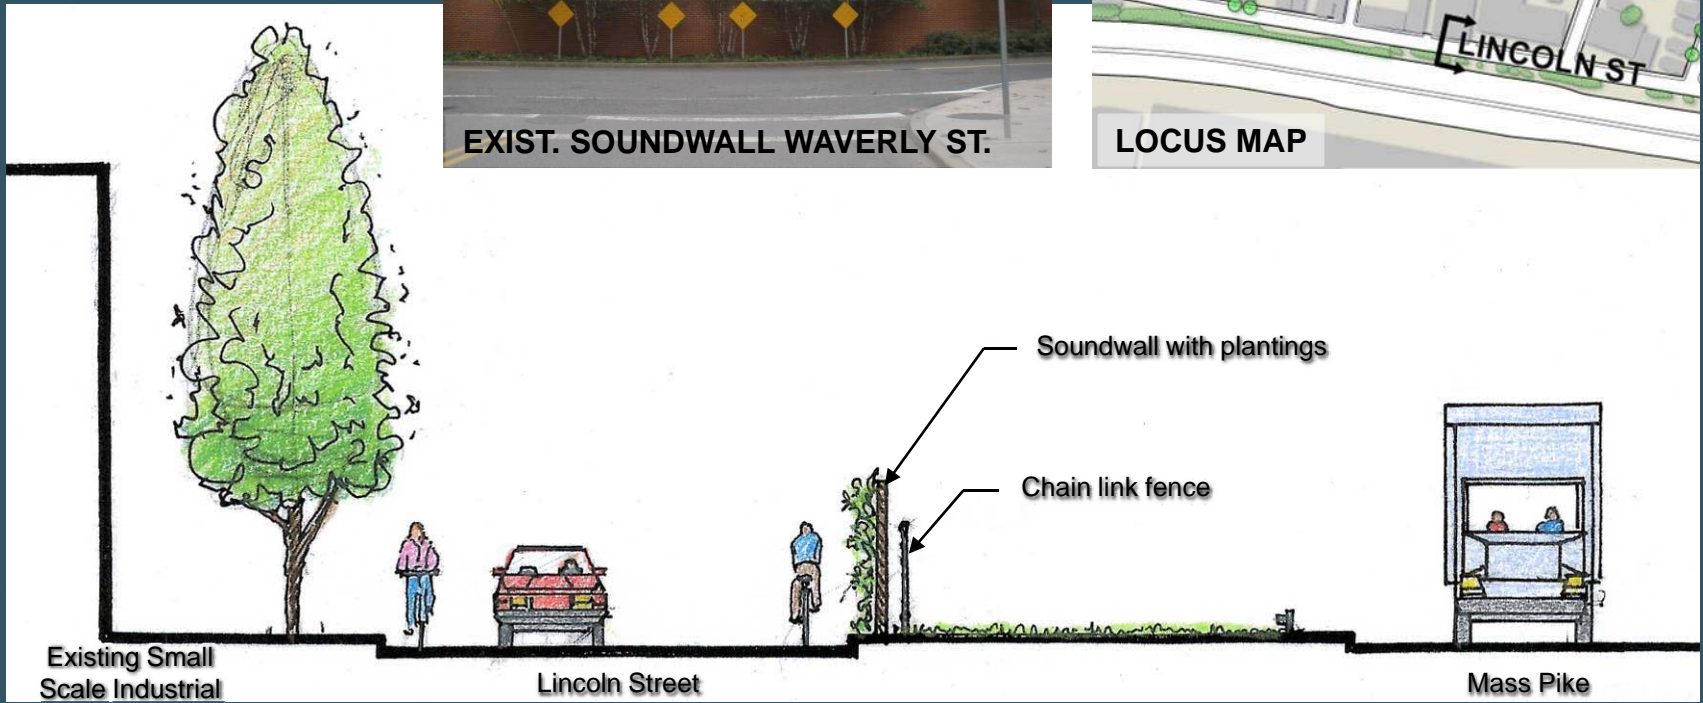 EXIST. SOUNDWALL WAVERLY ST.
LINCOLN ST
LOCUS MAP
Soundwall with plantings
Chain link fence
Existing Small
Scale Industrial
Lincoln Street
Mass Pike